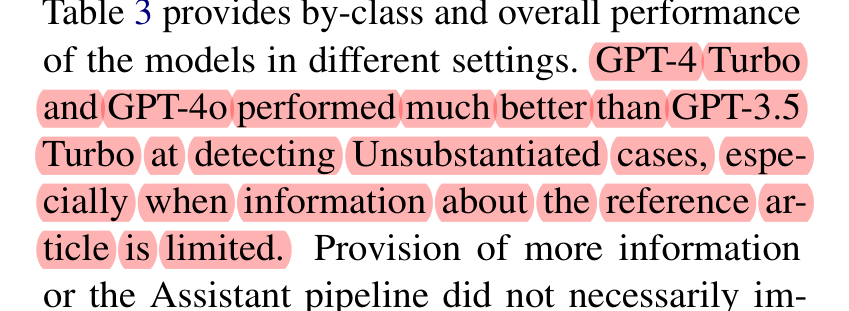 Table 3 provides by-class and overall performance
of the models in different settings. GPT-4 Turbo
and GPT-4o performed much better than GPT-3.5
Turbo at detecting Unsubstantiated cases, espe-
cially when information about the reference ar-
ticle is limited. Provision of more information
or the Assistant pipeline did not necessarily im-